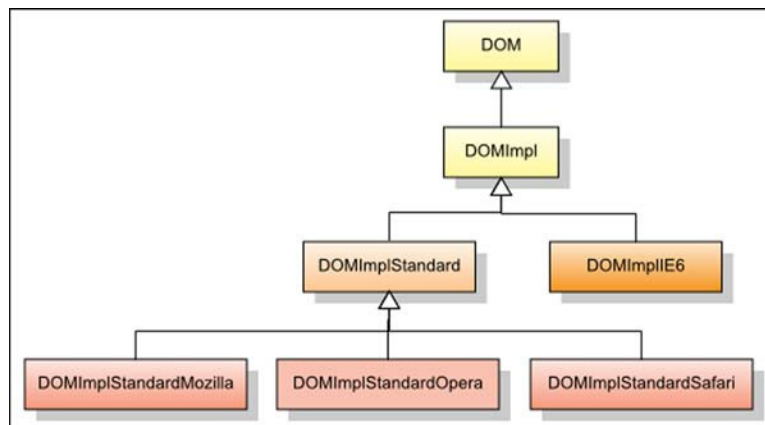 DOM
DOMImpl
DOMImplStandard
DOMImplIE6
DOMImplStandardMozilla
DOMImplStandardOpera
DOMImplStandardSafari